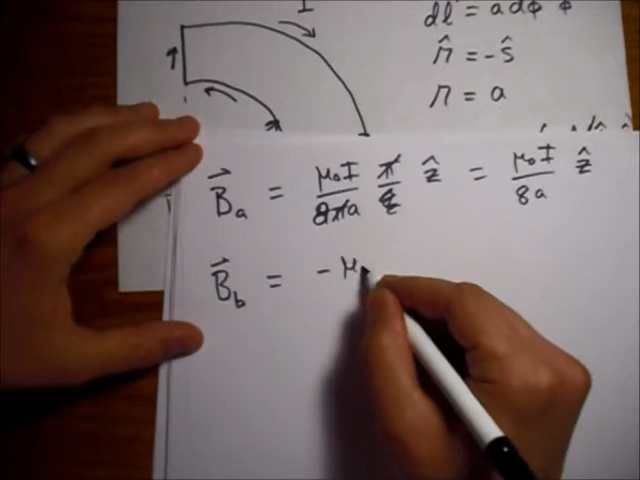 I
dl = a dφ φ̂
r̂ = -ŝ
r = a
B⃗a = μ₀I/8πa π/2 ẑ = μ₀I/8a ẑ
B⃗b = - μ